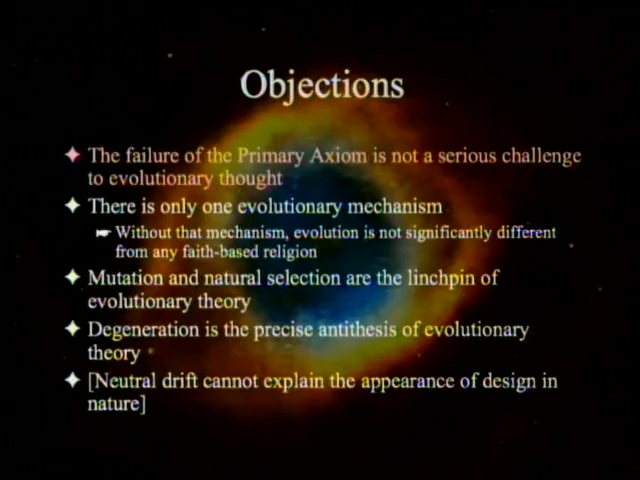 Objections
The failure of the Primary Axiom is not a serious challenge
to evolutionary thought
There is only one evolutionary mechanism
Without that mechanism, evolution is not significantly different
from any faith-based religion
Mutation and natural selection are the linchpin of
evolutionary theory
Degeneration is the precise antithesis of evolutionary
theory
[Neutral drift cannot explain the appearance of design in
nature]